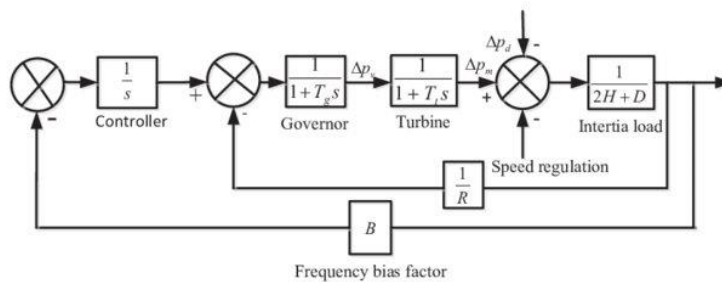 1
s
Controller
+
-
-
1
1+T_g s
Governor
Δp_v
1
1+T_t s
Turbine
Δp_m
+
Δp_d
-
-
1
2H+D
Intertia load
Speed regulation
1
R
B
Frequency bias factor